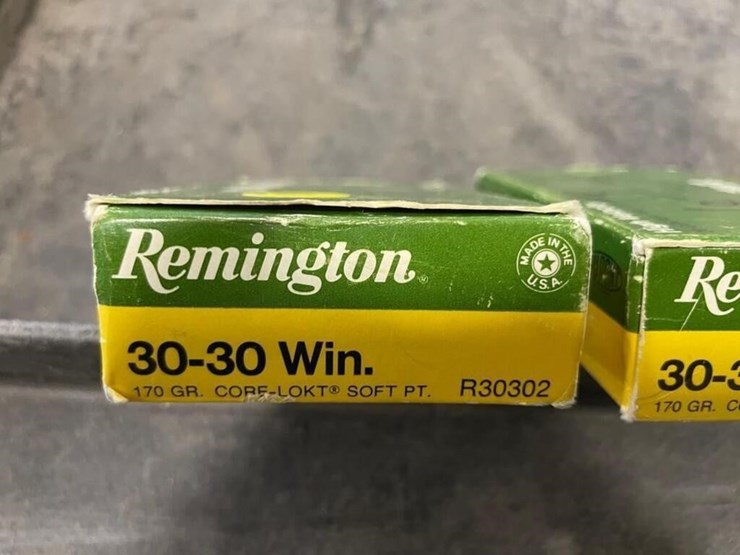 Remington®
MADE IN THE
U.S.A.
30-30 Win.
170 GR. CORE-LOKT® SOFT PT. R30302
Re
30-3
170 GR. C